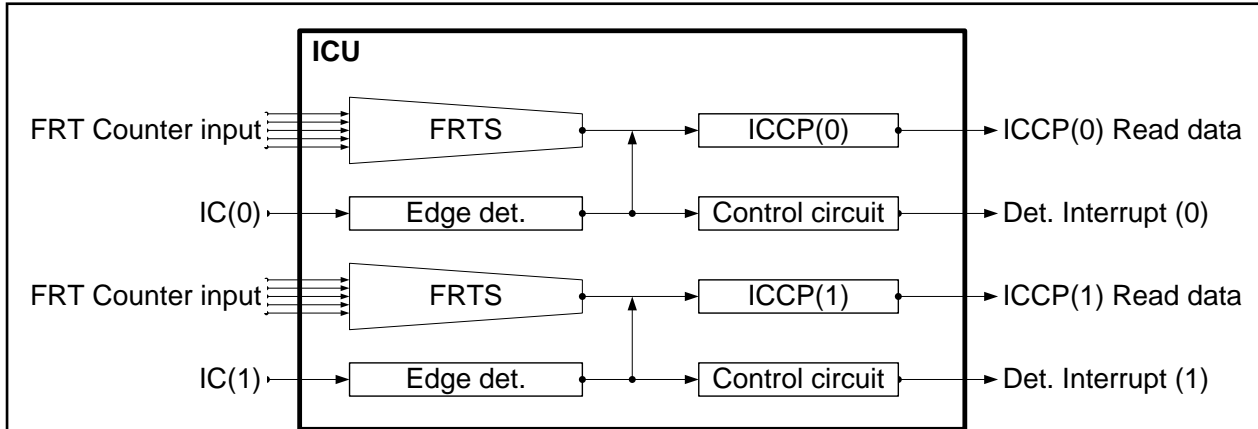 ICU
FRT Counter input FRTS ICCP(0) ICCP(0) Read data
IC(0) Edge det. Control circuit Det. Interrupt (0)
FRT Counter input FRTS ICCP(1) ICCP(1) Read data
IC(1) Edge det. Control circuit Det. Interrupt (1)